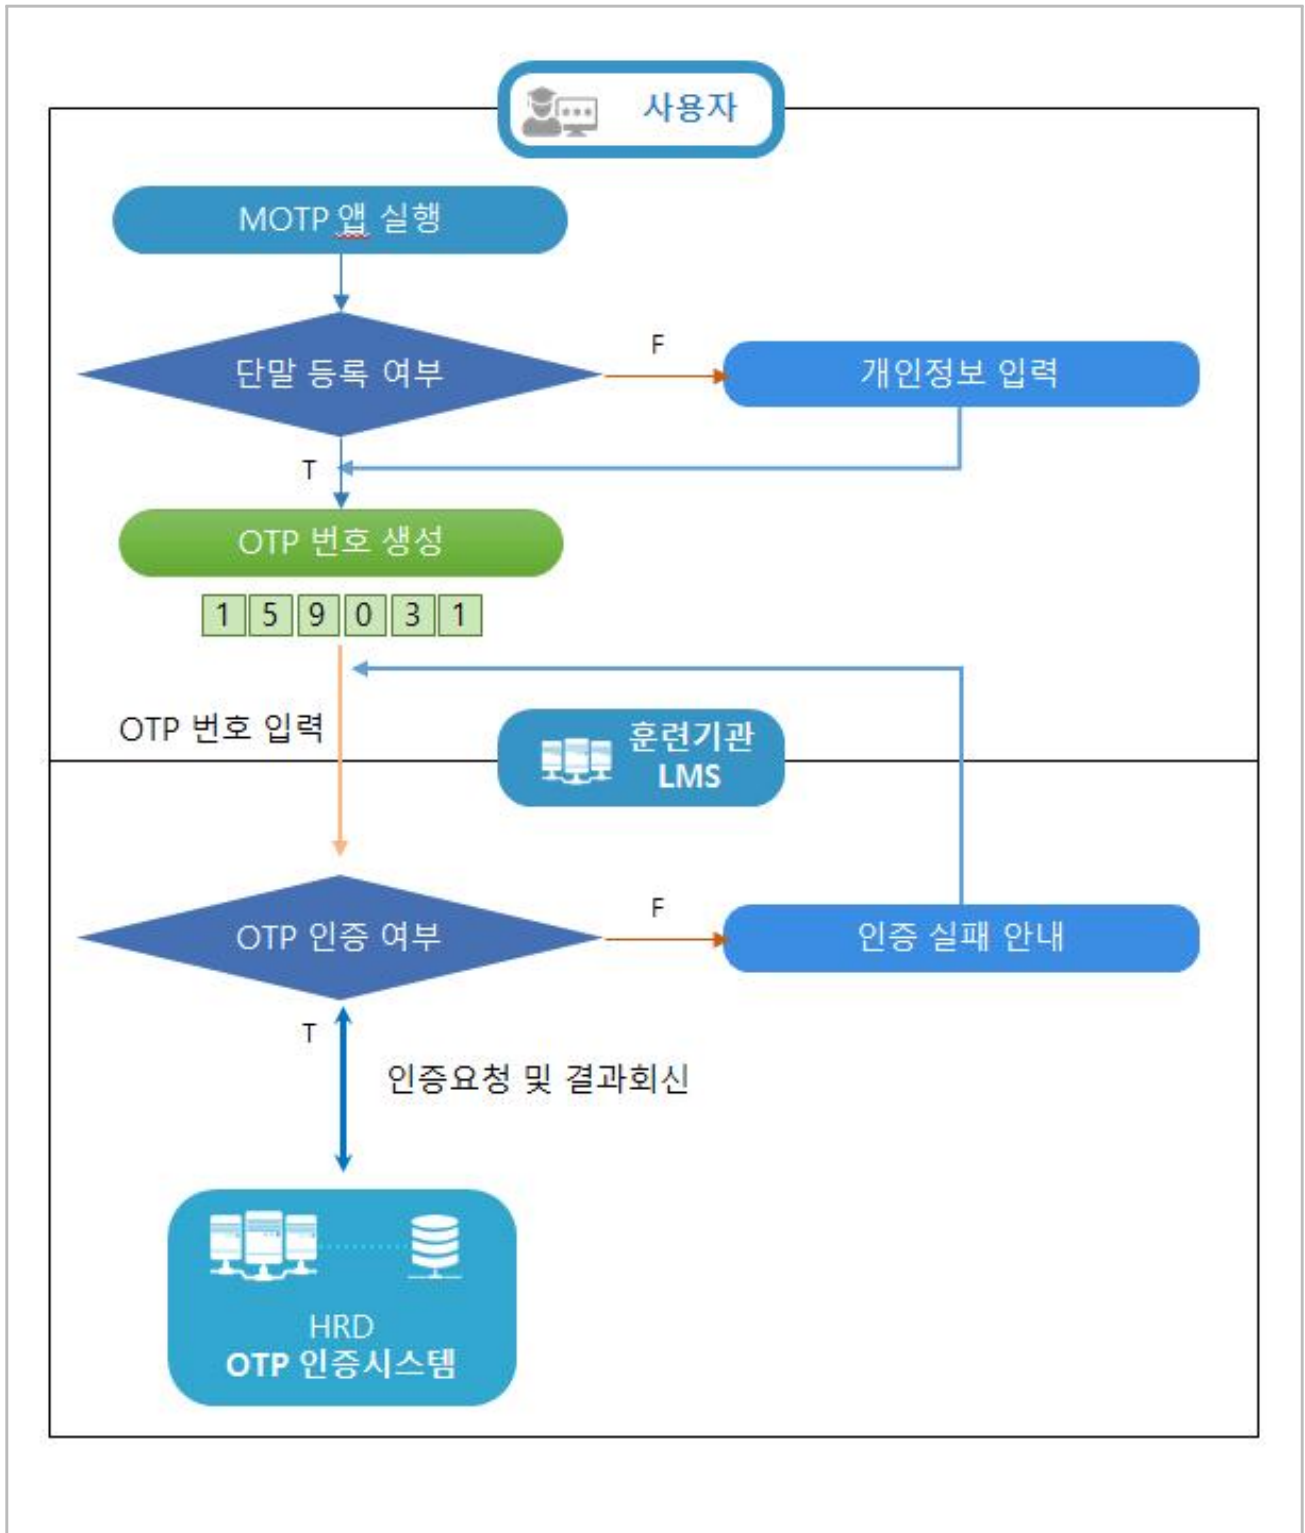 사용자
MOTP 앱 실행
단말 등록 여부
F
개인정보 입력
T
OTP 번호 생성
1 5 9 0 3 1
OTP 번호 입력
훈련기관
LMS
OTP 인증 여부
F
인증 실패 안내
T
인증요청 및 결과회신
HRD
OTP 인증시스템